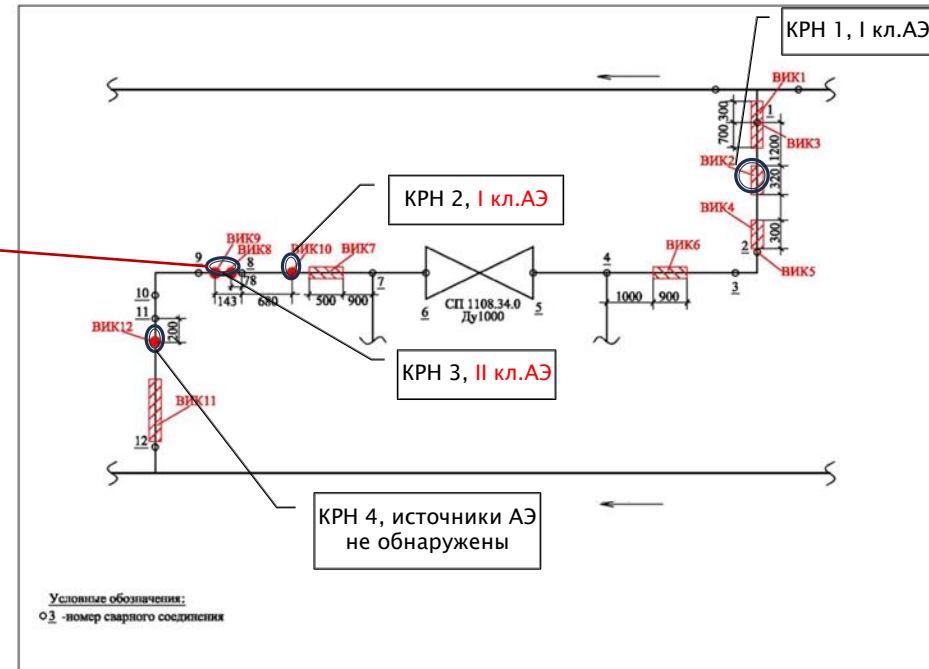 КРН 1, I кл.АЭ
ВИК1
1
300
700
ВИК3
1200
ВИК2
320
ВИК4
300
2
ВИК5
КРН 2, I кл.АЭ
ВИК9
ВИК8
ВИК10
ВИК7
ВИК6
9
8
78
143
680
500
900
7
6
СП 1108.34.0
Ду1000
5
4
1000
900
3
10
11
200
ВИК12
КРН 3, II кл.АЭ
ВИК11
12
КРН 4, источники АЭ
не обнаружены
Условные обозначения:
3 -номер сварного соединения